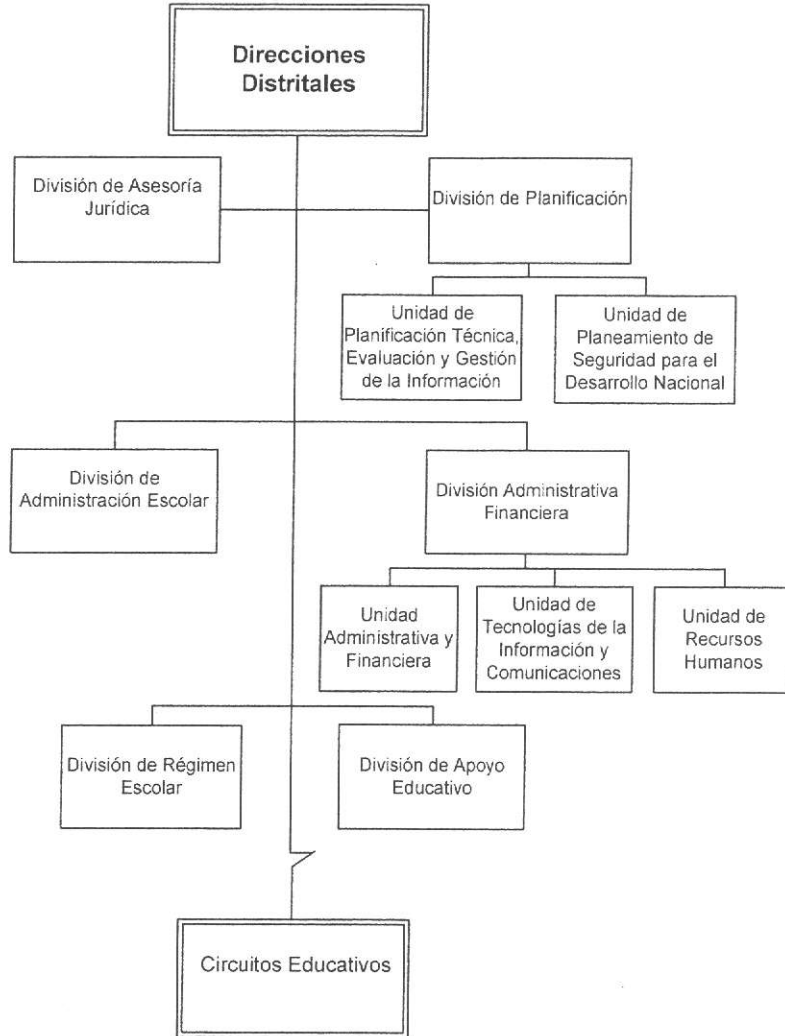 Direcciones
Distritales
División de Asesoría
Jurídica
División de Planificación
Unidad de
Planificación Técnica,
Evaluación y Gestión
de la Información
Unidad de
Planeamiento de
Seguridad para el
Desarrollo Nacional
División de
Administración Escolar
División Administrativa
Financiera
Unidad
Administrativa y
Financiera
Unidad de
Tecnologías de la
Información y
Comunicaciones
Unidad de
Recursos
Humanos
División de Régimen
Escolar
División de Apoyo
Educativo
Circuitos Educativos